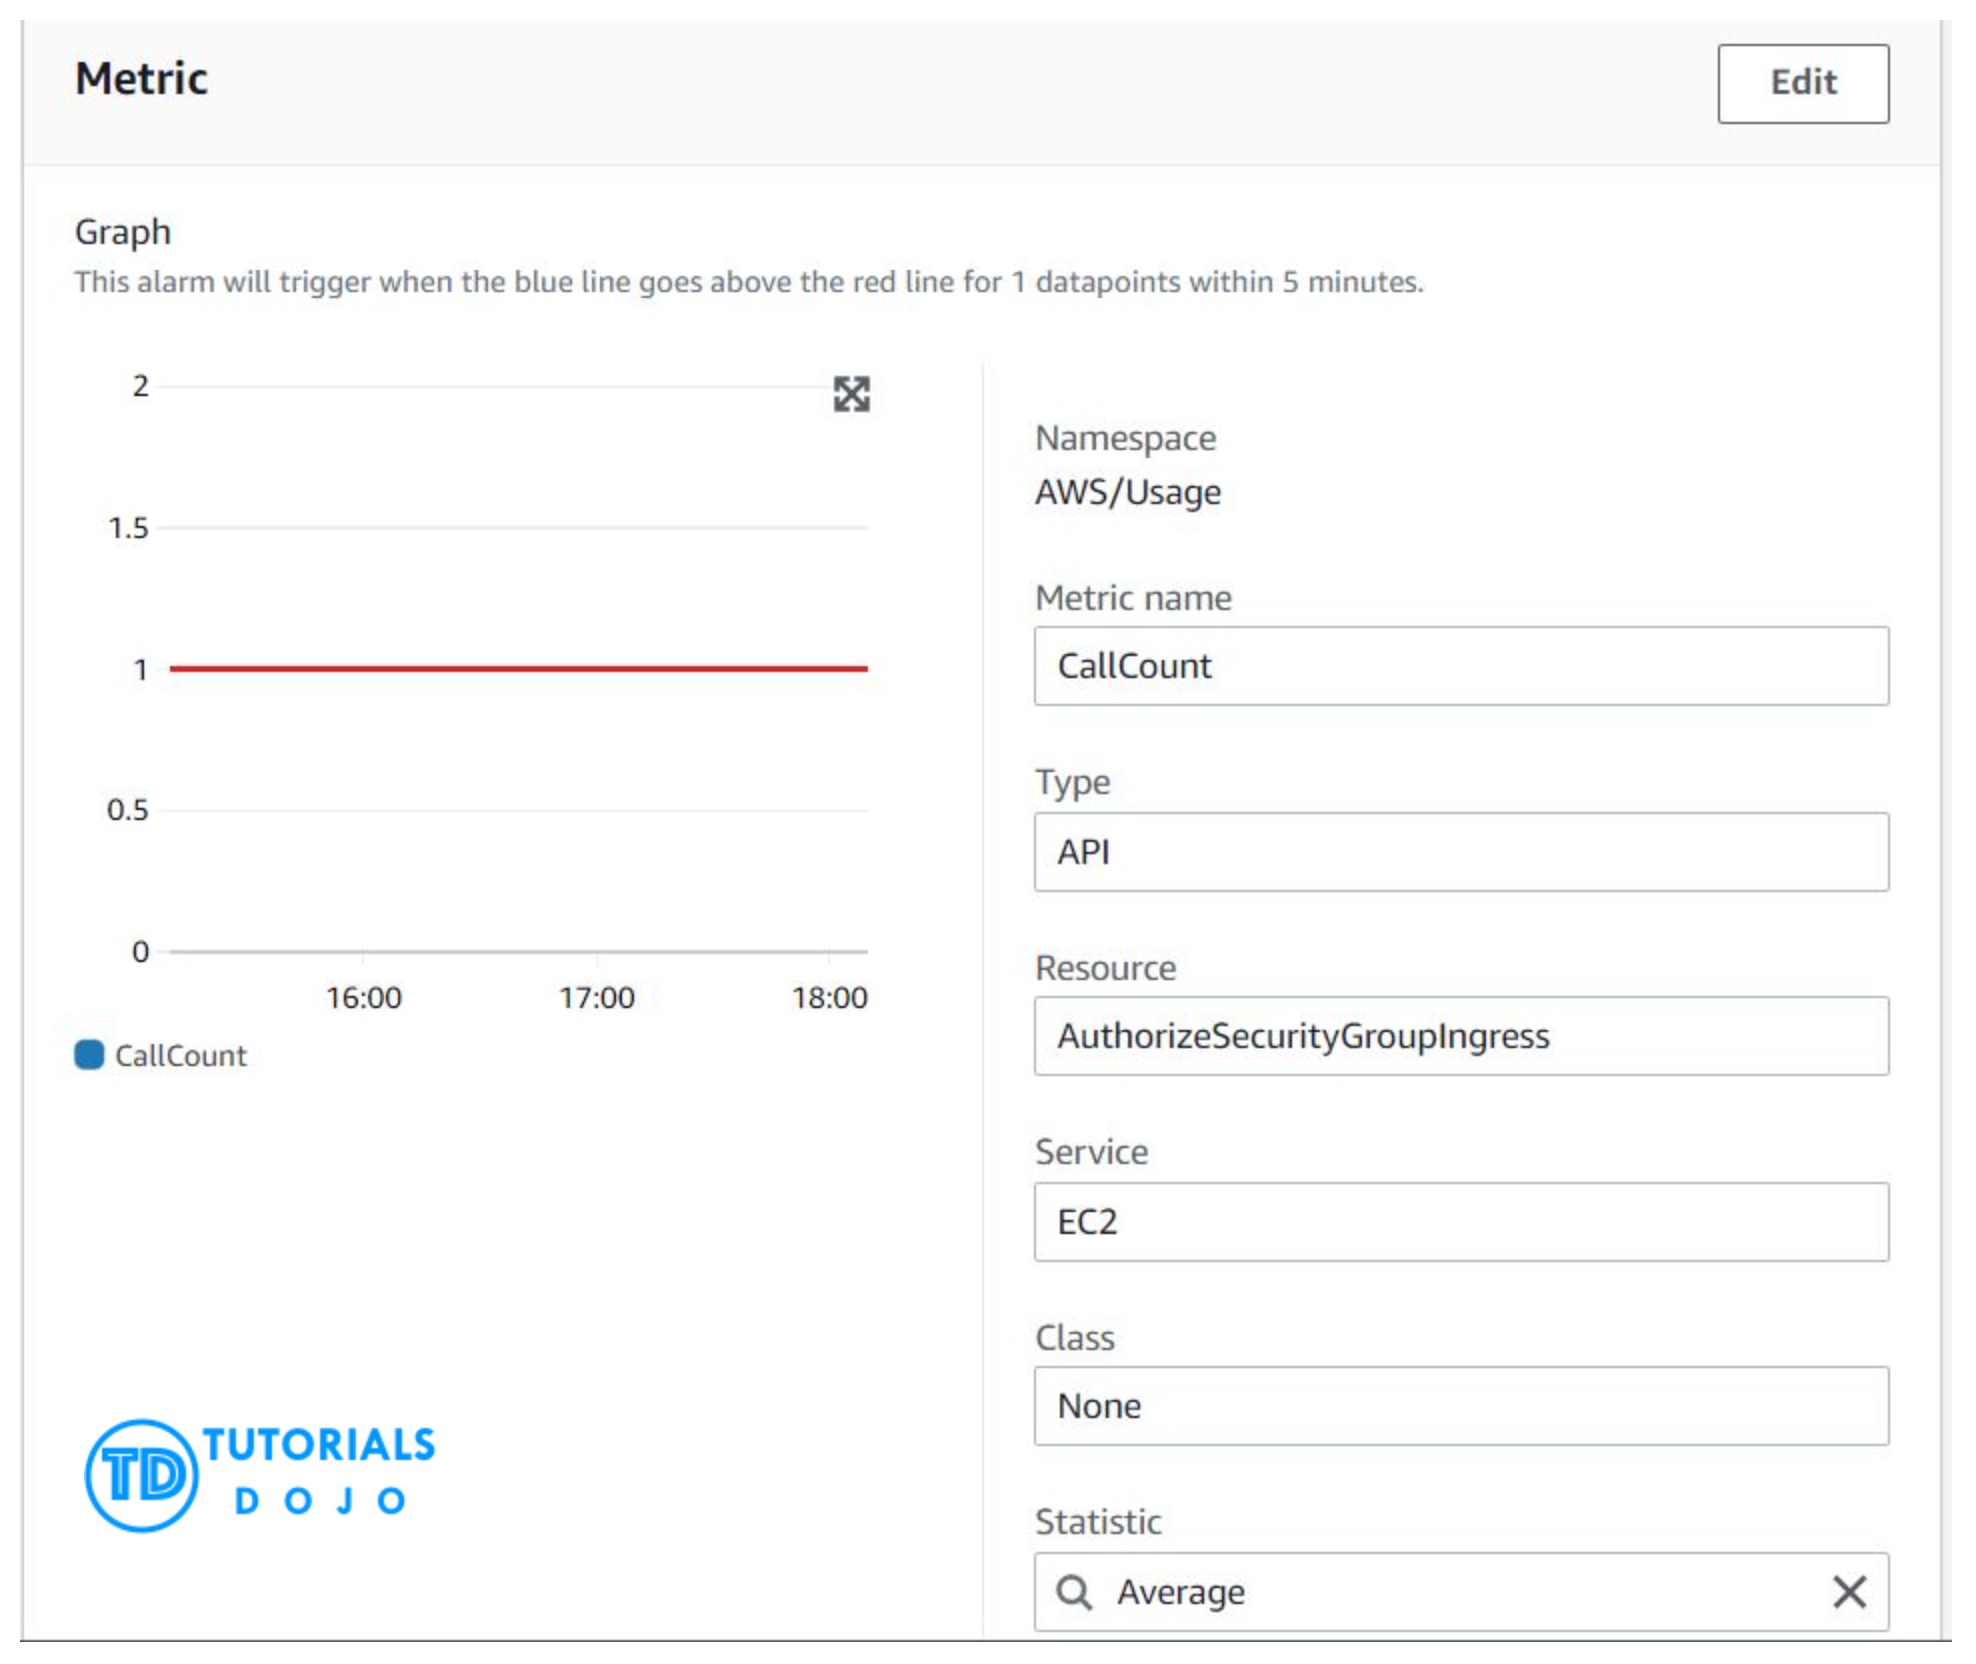 Metric
Edit
Graph
This alarm will trigger when the blue line goes above the red line for 1 datapoints within 5 minutes.
2
1.5
1
0.5
0
16:00 17:00 18:00
CallCount
Namespace
AWS/Usage
Metric name
CallCount
Type
API
Resource
AuthorizeSecurityGroupIngress
Service
EC2
Class
None
Statistic
Average
TD
TUTORIALS
DOJO